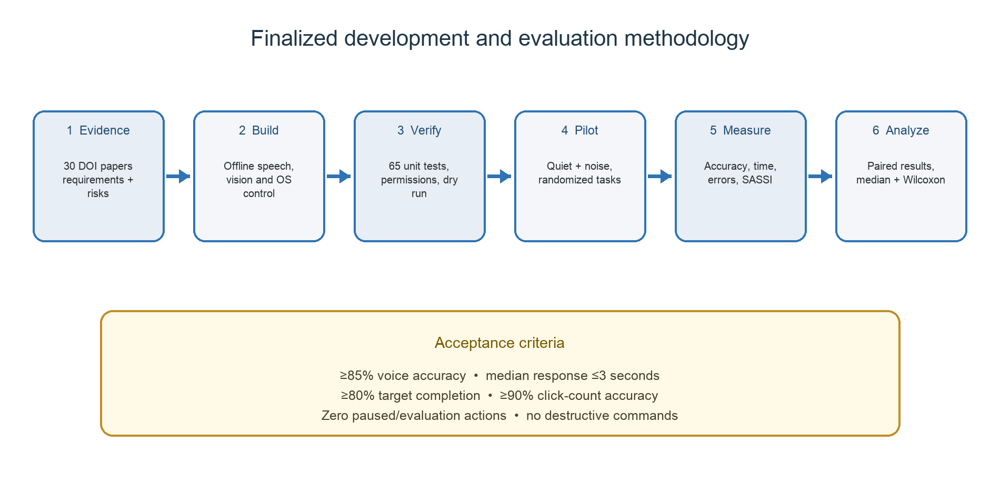 Finalized development and evaluation methodology
1 Evidence
30 DOI papers
requirements +
risks
2 Build
Offline speech,
vision and OS
control
3 Verify
65 unit tests,
permissions, dry
run
4 Pilot
Quiet + noise,
randomized tasks
5 Measure
Accuracy, time,
errors, SASSI
6 Analyze
Paired results,
median + Wilcoxon
Acceptance criteria
≥85% voice accuracy • median response ≤3 seconds
≥80% target completion • ≥90% click-count accuracy
Zero paused/evaluation actions • no destructive commands